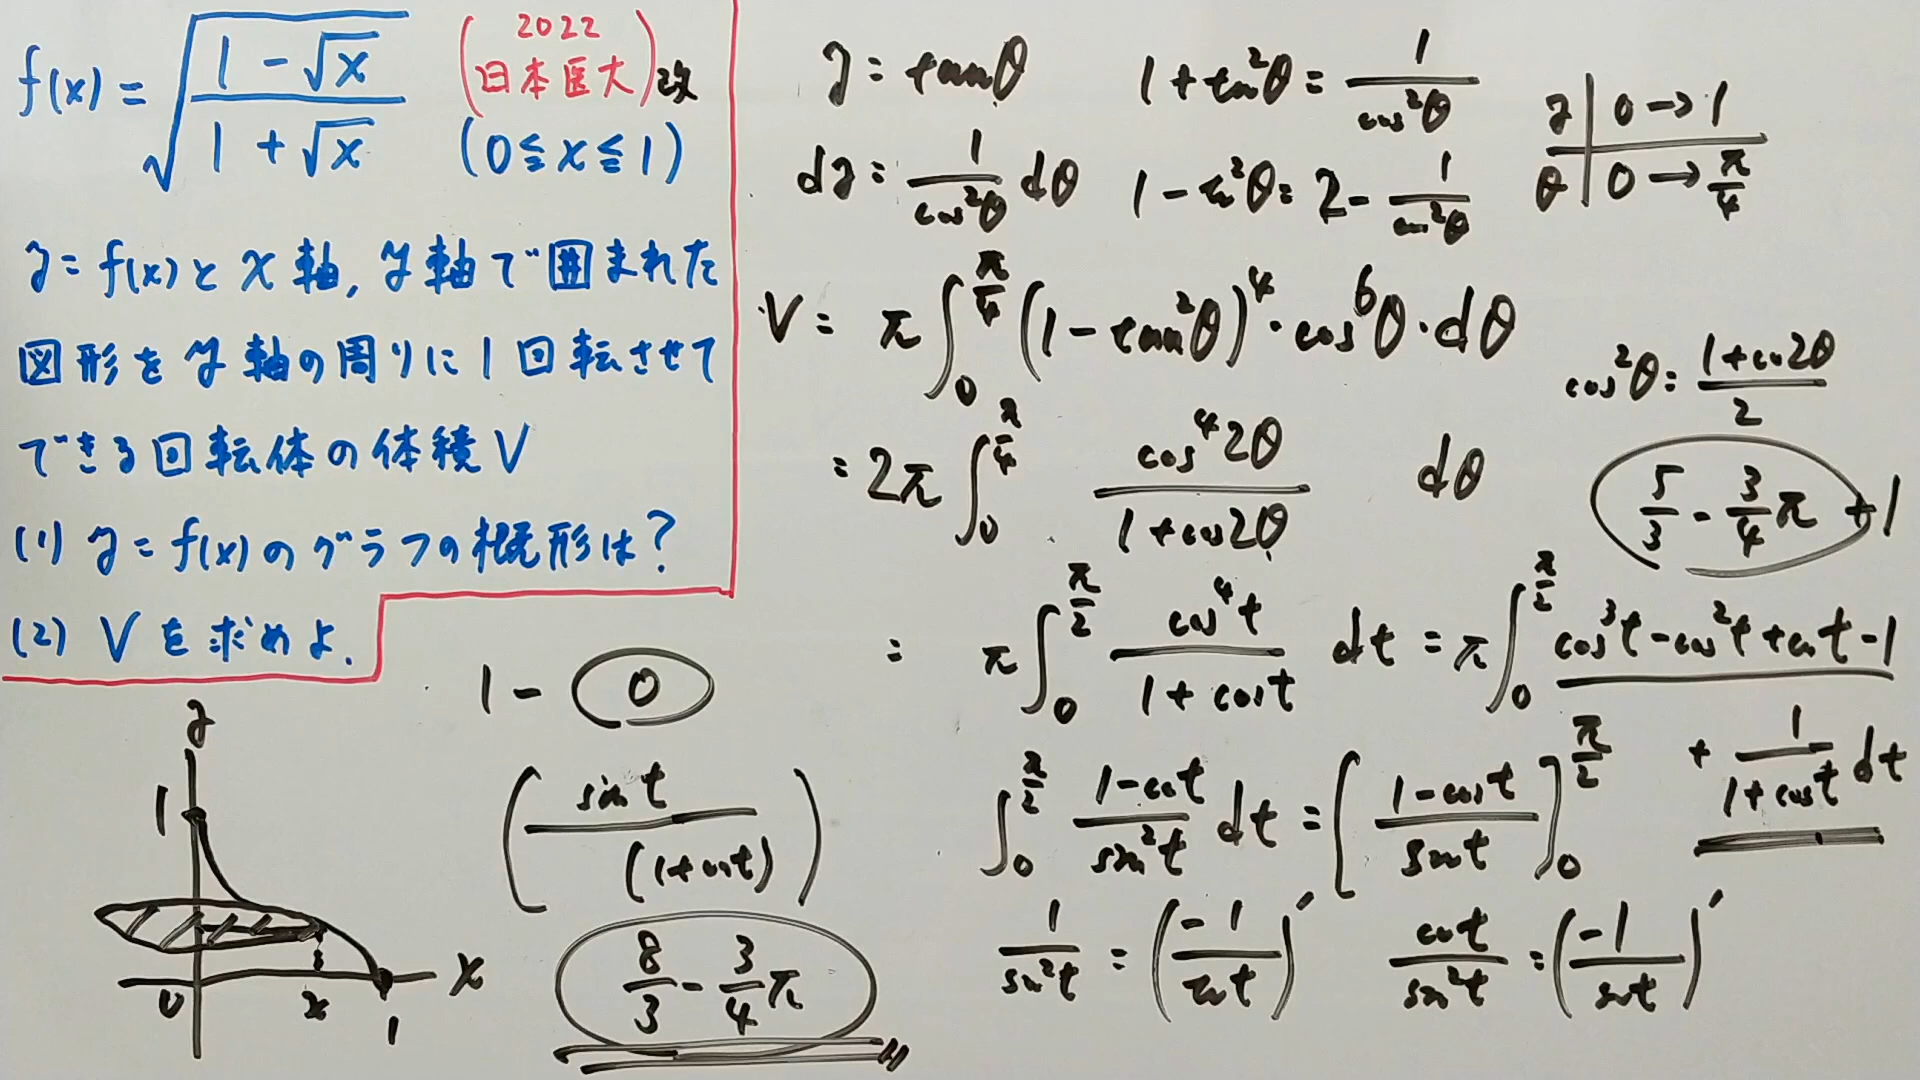 f(x) = √((1 - √x)/(1 + √x)) (2022 日本医大)改
(0 ≦ x ≦ 1)
y = f(x) と x 軸, y 軸で囲まれた
図形を y 軸の周りに 1 回転させて
できる回転体の体積 V
(1) y = f(x) のグラフの概形は?
(2) V を求めよ.
y
1
0
x
1
x
1 - 0
(sin t / (1 + cos t))
8/3 - 3/4 π
y = tanθ
1 + tan²θ = 1/cos²θ
y | 0 → 1
θ | 0 → π/4
dy = 1/cos²θ dθ
1 - tan²θ = 2 - 1/cos²θ
V = π ∫₀^{π/4} (1 - tan²θ)⁴ · cos⁶θ · dθ
cos²θ = (1 + cos2θ)/2
= 2π ∫₀^{π/4} cos⁴2θ/(1 + cos2θ) dθ
5/3 - 3/4 π + 1
= π ∫₀^{π/2} cos⁴t/(1 + cos t) dt = π ∫₀^{π/2} cos³t - cos²t + cos t - 1
+ 1/(1 + cos t) dt
∫₀^{π/2} (1 - cos t)/sin²t dt = [(1 - cos t)/sin t]₀^{π/2}
1/sin²t = (-1/tan t)′
cos t/sin²t = (-1/sin t)′